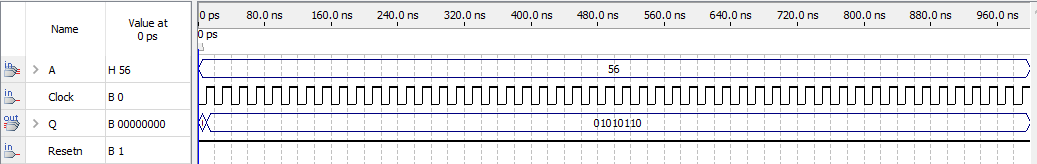 Name Value at 0 ps
0 ps 80.0 ns 160.0 ns 240.0 ns 320.0 ns 400.0 ns 480.0 ns 560.0 ns 640.0 ns 720.0 ns 800.0 ns 880.0 ns 960.0 ns
0 ps
in A H 56 56
in Clock B 0
out Q B 00000000 01010110
in Resetn B 1